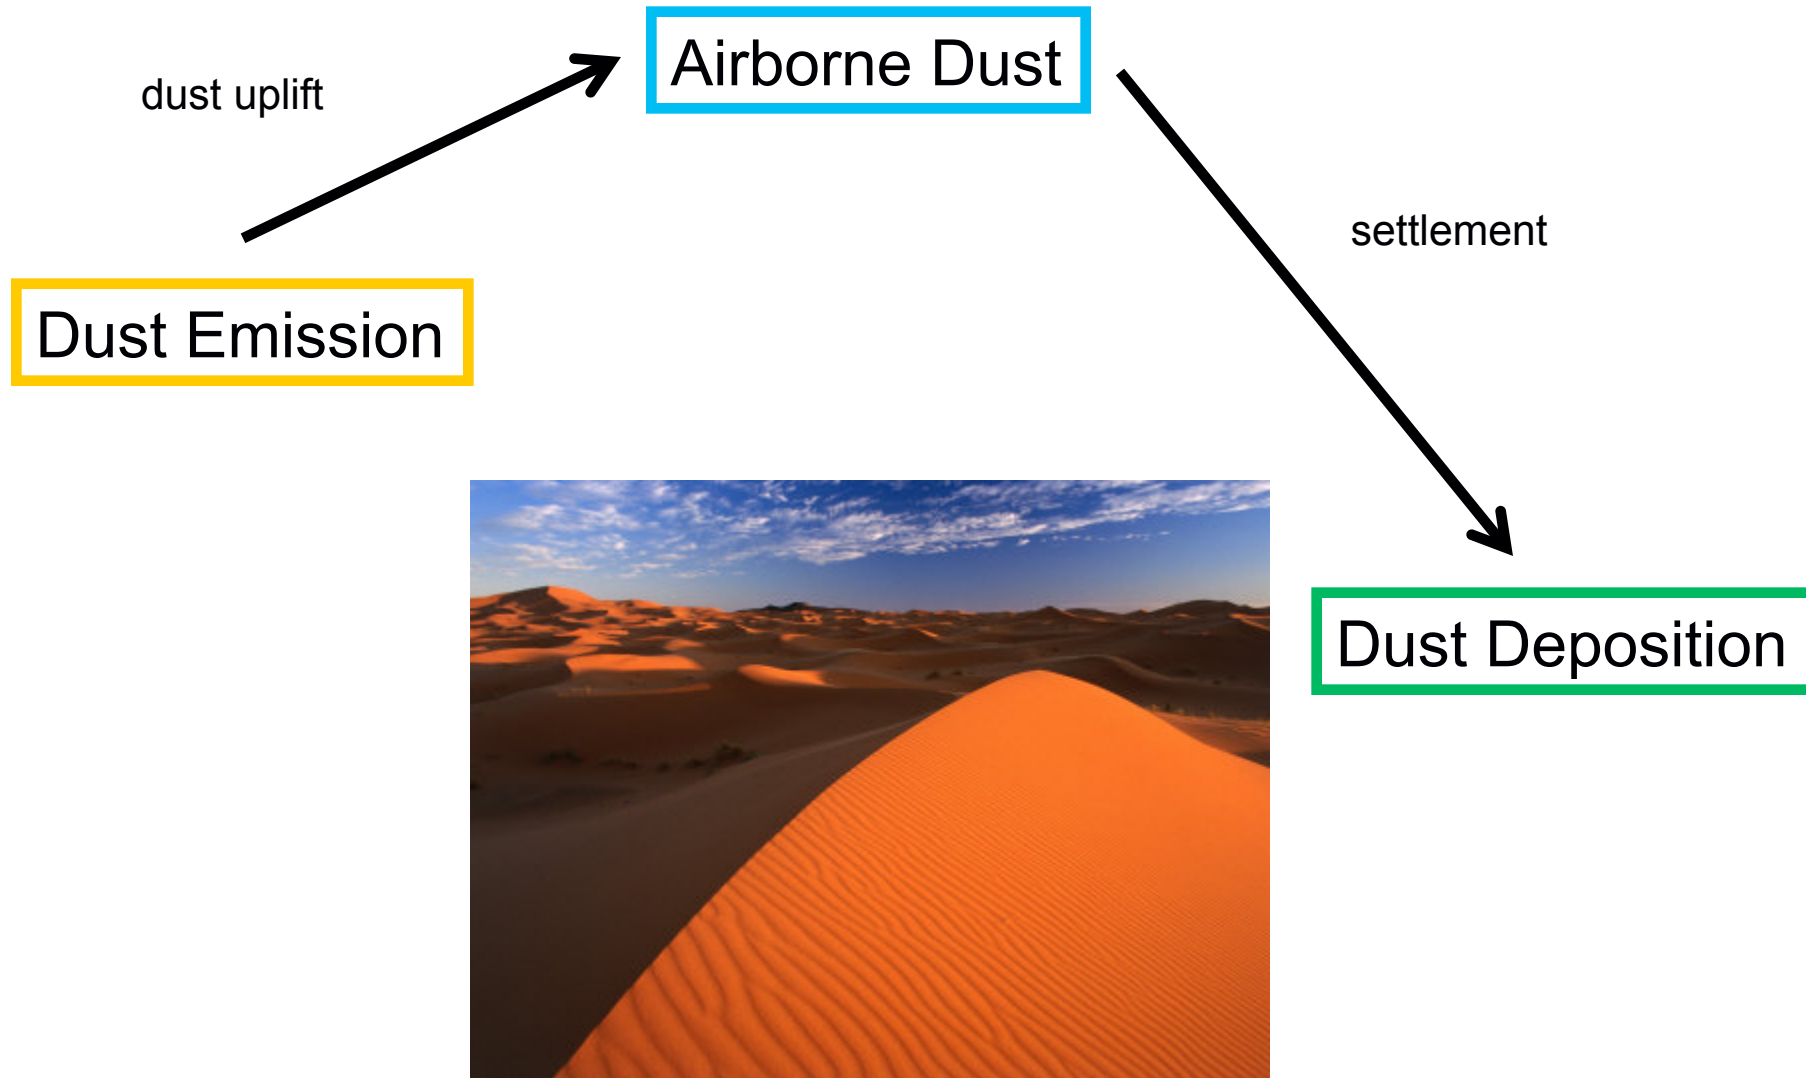 Airborne Dust
dust uplift
settlement
Dust Emission
Dust Deposition